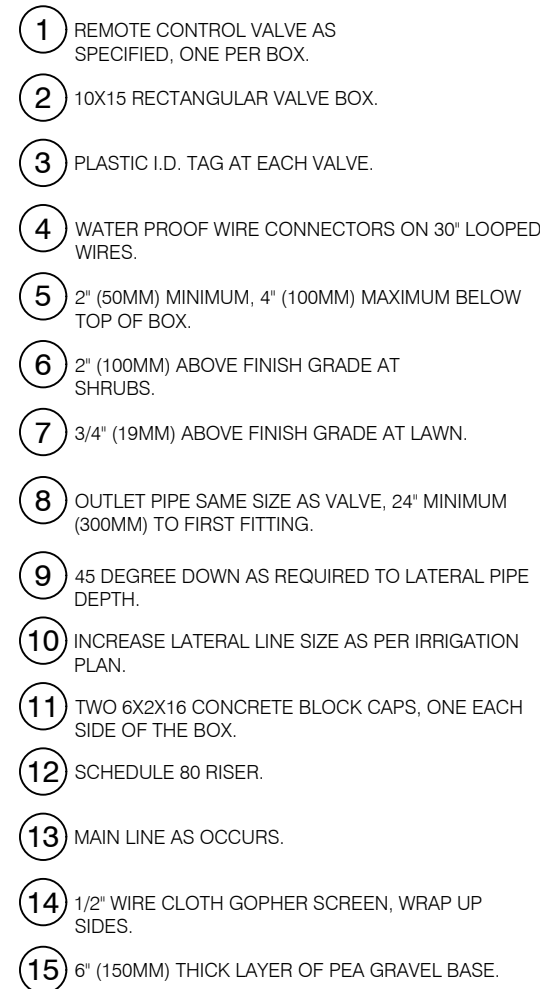 1 REMOTE CONTROL VALVE AS
SPECIFIED, ONE PER BOX.
2 10X15 RECTANGULAR VALVE BOX.
3 PLASTIC I.D. TAG AT EACH VALVE.
4 WATER PROOF WIRE CONNECTORS ON 30" LOOPED
WIRES.
5 2" (50MM) MINIMUM, 4" (100MM) MAXIMUM BELOW
TOP OF BOX.
6 2" (100MM) ABOVE FINISH GRADE AT
SHRUBS.
7 3/4" (19MM) ABOVE FINISH GRADE AT LAWN.
8 OUTLET PIPE SAME SIZE AS VALVE, 24" MINIMUM
(300MM) TO FIRST FITTING.
9 45 DEGREE DOWN AS REQUIRED TO LATERAL PIPE
DEPTH.
10 INCREASE LATERAL LINE SIZE AS PER IRRIGATION
PLAN.
11 TWO 6X2X16 CONCRETE BLOCK CAPS, ONE EACH
SIDE OF THE BOX.
12 SCHEDULE 80 RISER.
13 MAIN LINE AS OCCURS.
14 1/2" WIRE CLOTH GOPHER SCREEN, WRAP UP
SIDES.
15 6" (150MM) THICK LAYER OF PEA GRAVEL BASE.